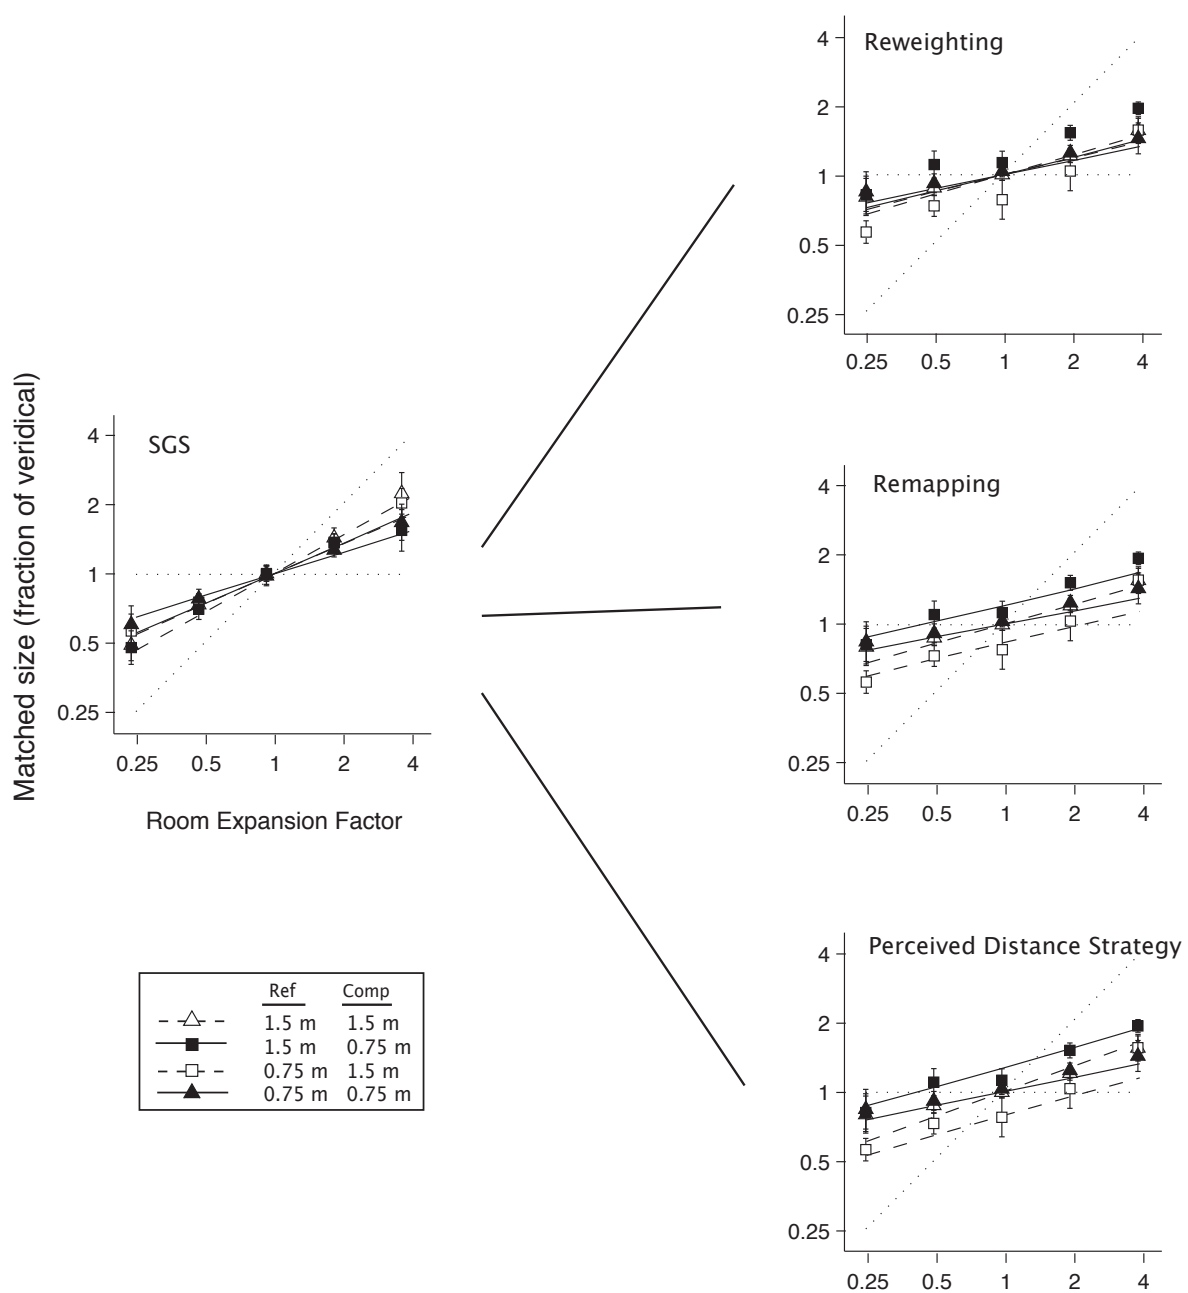 Reweighting
4
2
1
0.5
0.25
0.25 0.5 1 2 4
Matched size (fraction of veridical)
SGS
4
2
1
0.5
0.25
0.25 0.5 1 2 4
Room Expansion Factor
Remapping
4
2
1
0.5
0.25
0.25 0.5 1 2 4
Ref Comp
1.5 m 1.5 m
1.5 m 0.75 m
0.75 m 1.5 m
0.75 m 0.75 m
Perceived Distance Strategy
4
2
1
0.5
0.25
0.25 0.5 1 2 4